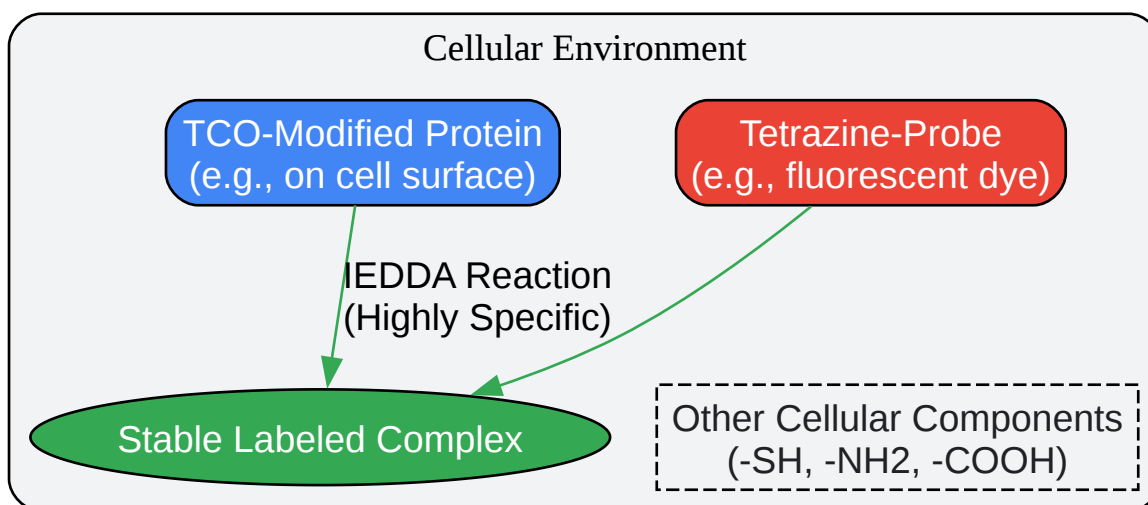 Cellular Environment
TCO-Modified Protein
(e.g., on cell surface)
Tetrazine-Probe
(e.g., fluorescent dye)
IEDDA Reaction
(Highly Specific)
Stable Labeled Complex
Other Cellular Components
(-SH, -NH2, -COOH)